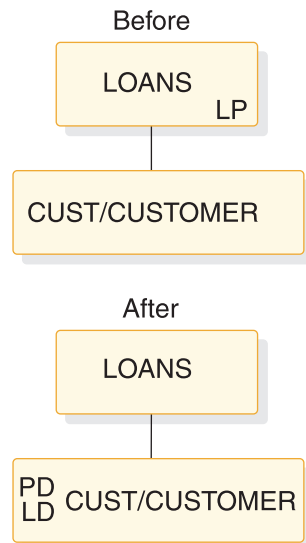 Before
LOANS
LP
CUST/CUSTOMER
After
LOANS
PD
LD
CUST/CUSTOMER